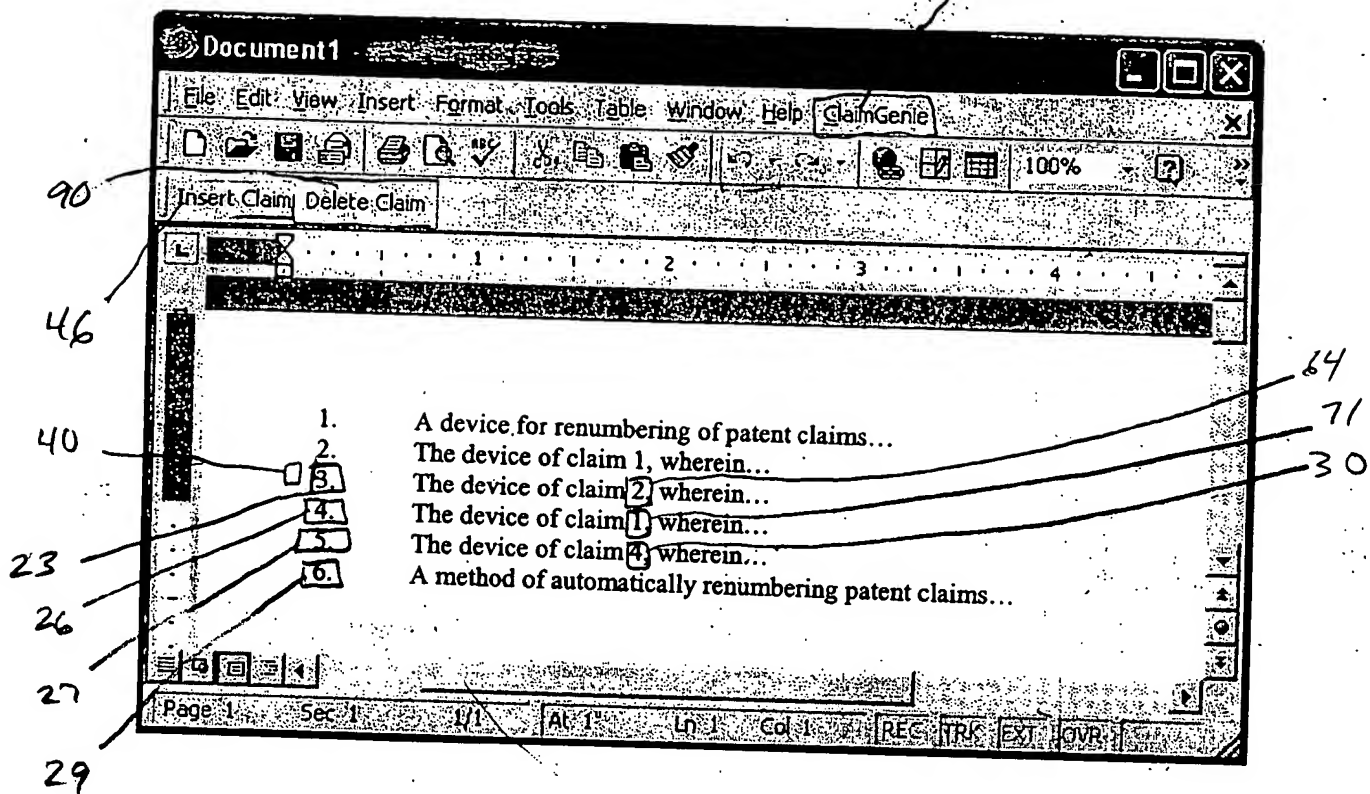 Document1 -
File Edit View Insert Format Tools Table Window Help ClaimGenie
100%
90
Insert Claim Delete Claim
1 2 3 4
46
64
1. A device for renumbering of patent claims...
71
40
2. The device of claim 1, wherein...
30
3. The device of claim 2, wherein...
4. The device of claim 1, wherein...
23
5. The device of claim 4, wherein...
26
6. A method of automatically renumbering patent claims...
27
Page 1 Sec 1 1/1 At 1" Ln 1 Col 1 REC TRK EXT OVR
29